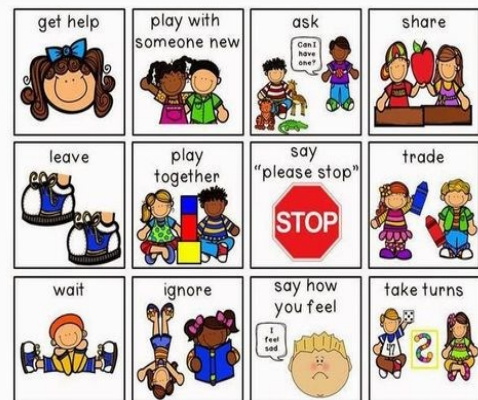 get help
play with
someone new
ask
Can I
have
one?
share
leave
play
together
say
"please stop"
STOP
trade
wait
ignore
say how
you feel
I
feel
sad
take turns